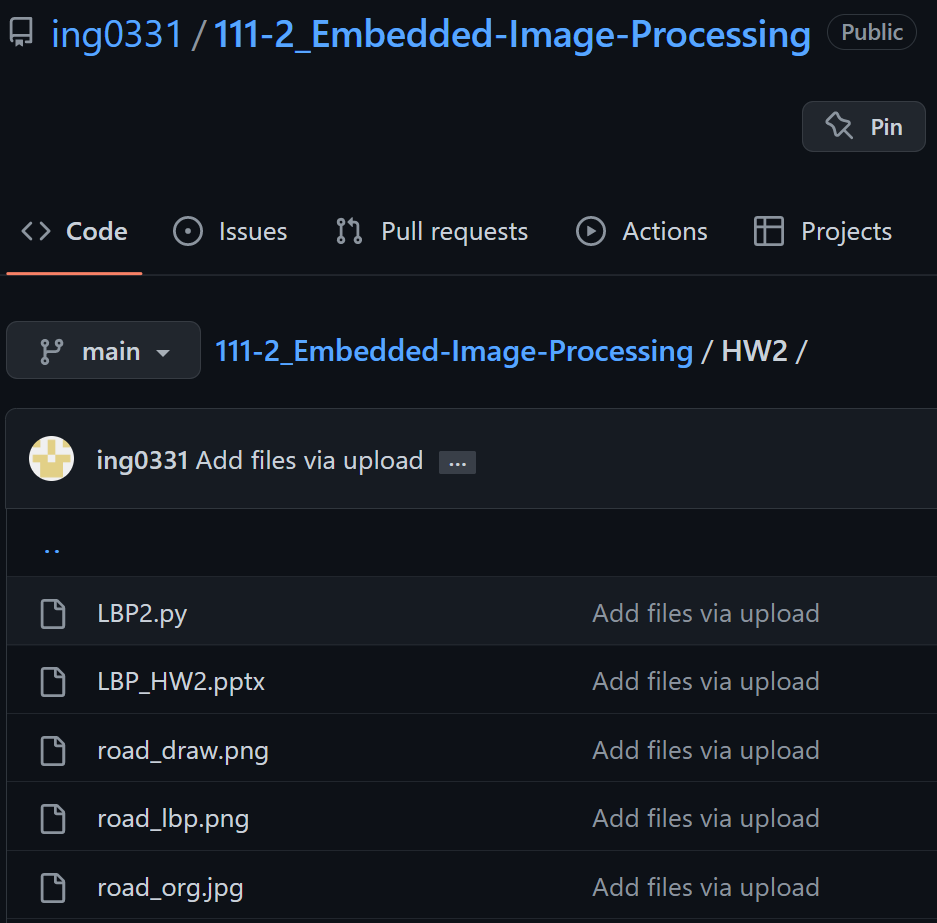 ing0331 / 111-2_Embedded-Image-Processing Public
Pin
Code Issues Pull requests Actions Projects
main 111-2_Embedded-Image-Processing / HW2 /
ing0331 Add files via upload ...
..
LBP2.py Add files via upload
LBP_HW2.pptx Add files via upload
road_draw.png Add files via upload
road_lbp.png Add files via upload
road_org.jpg Add files via upload